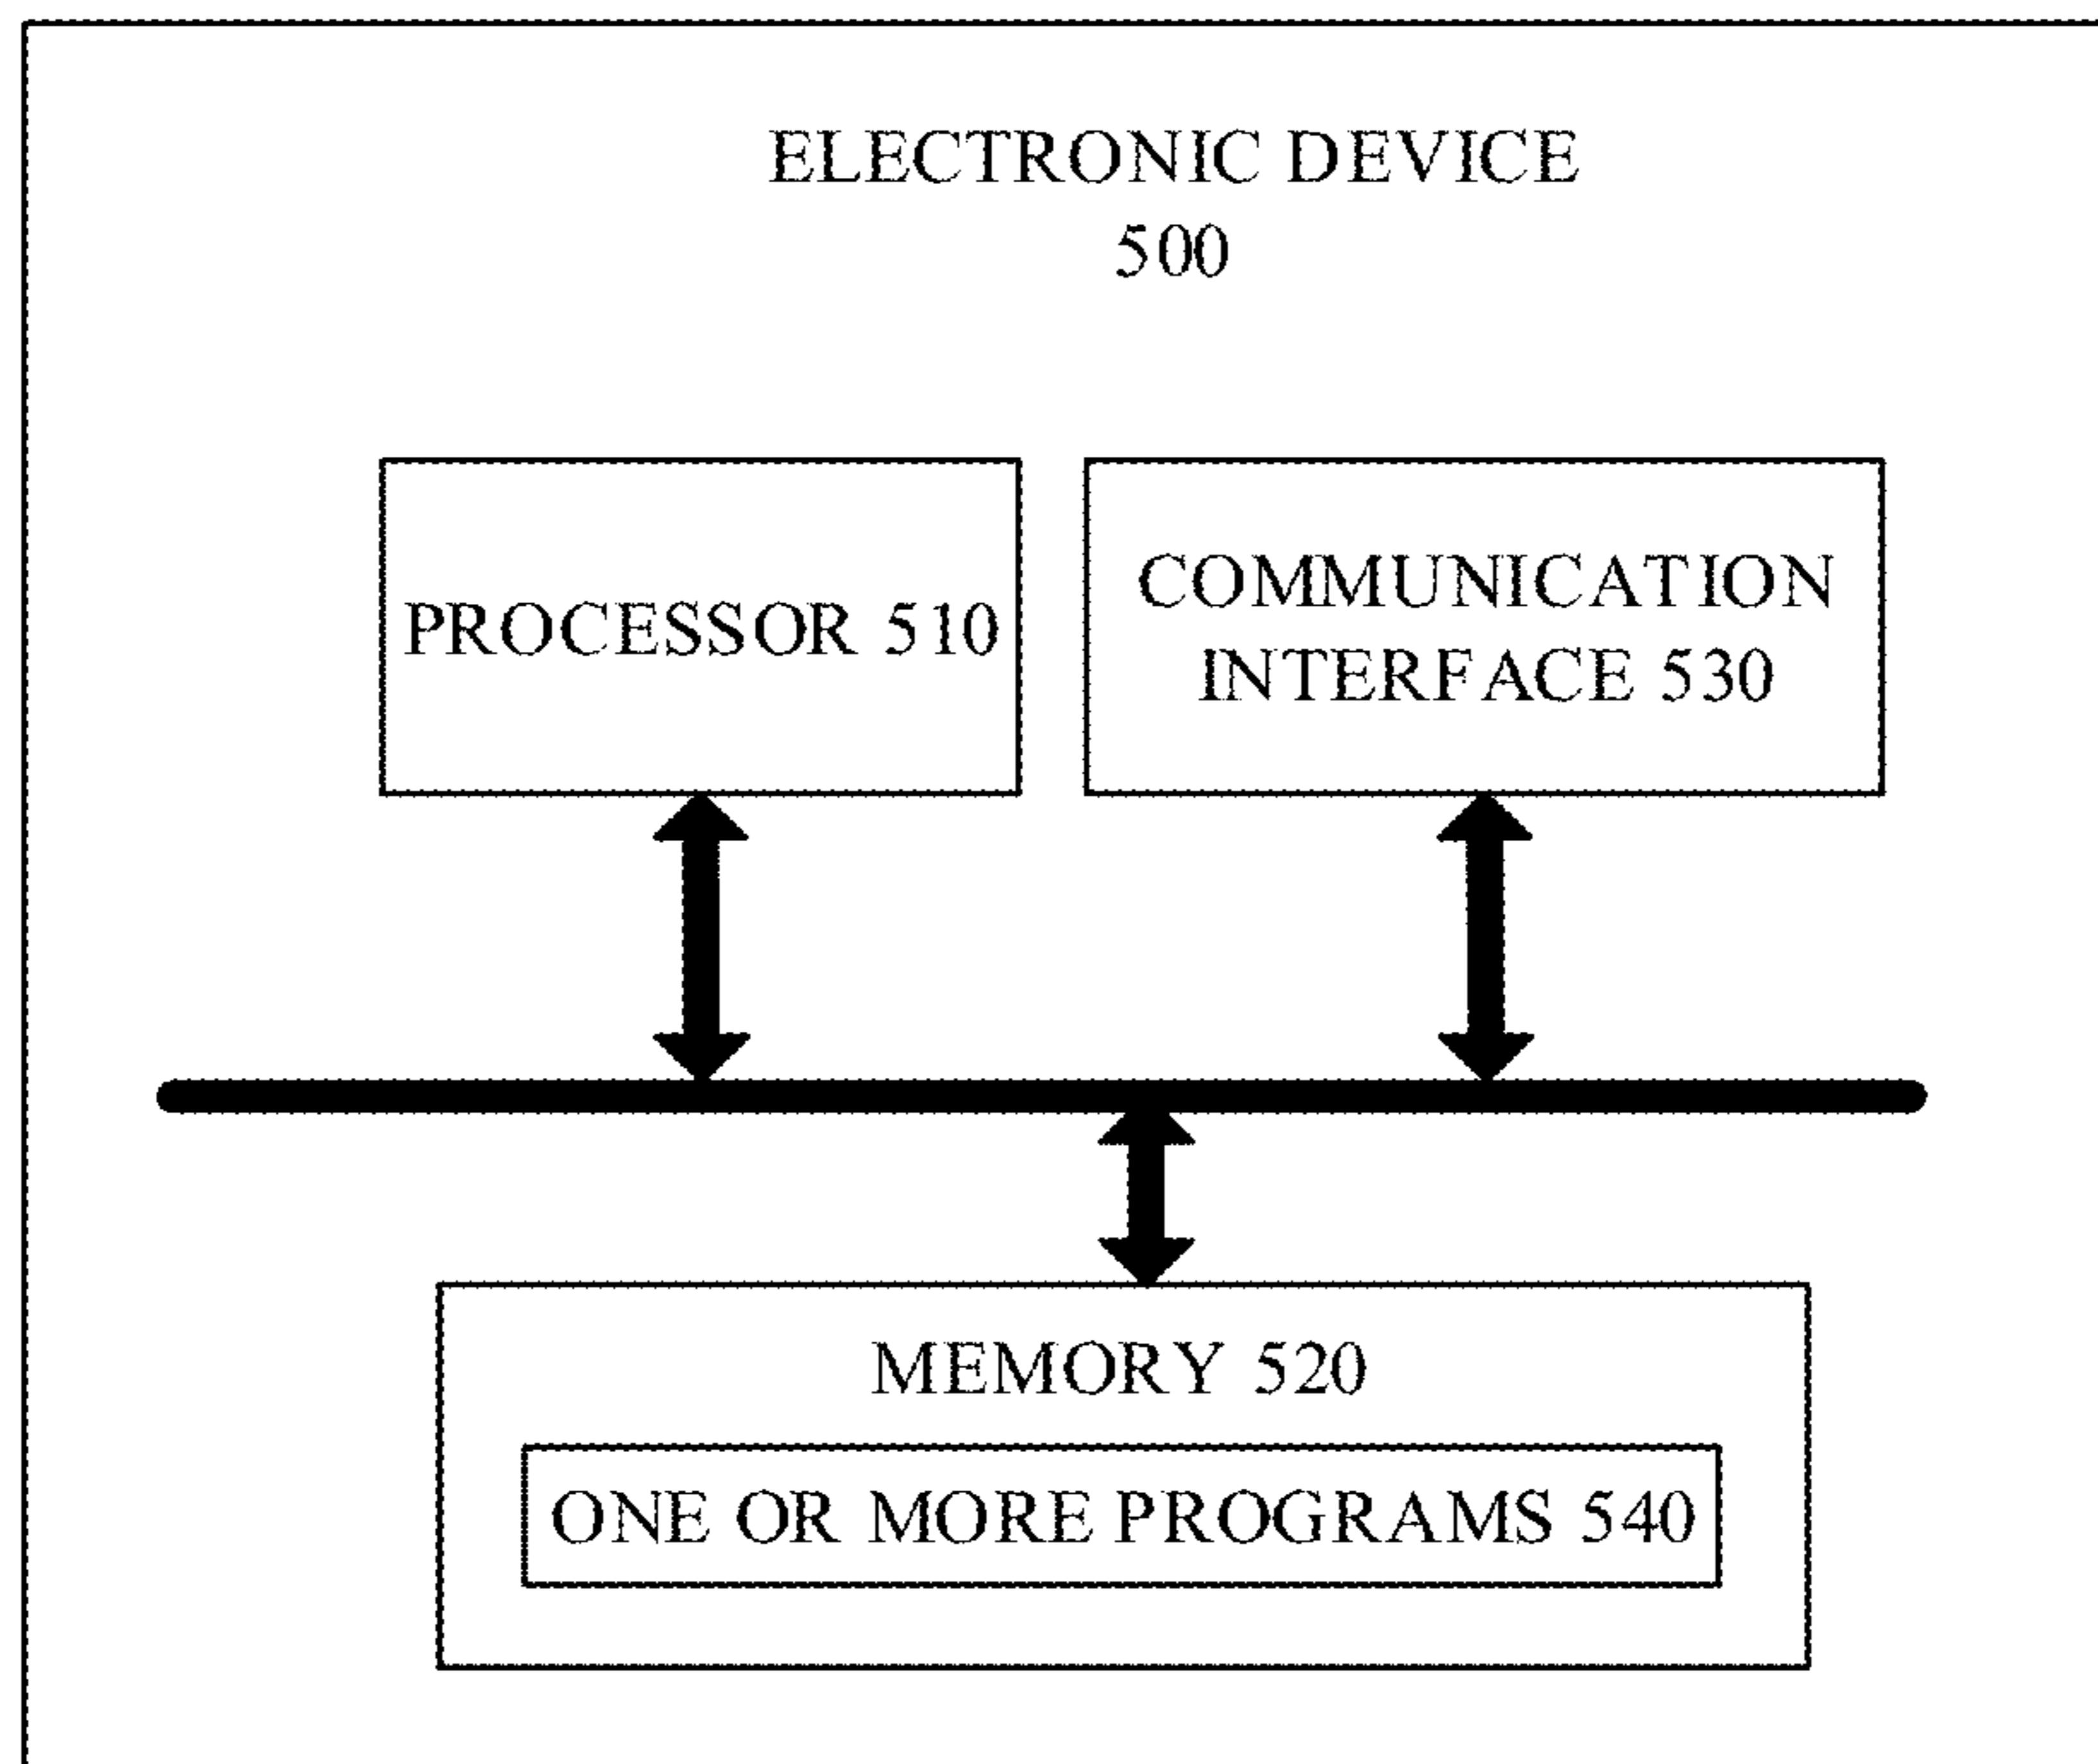 ELECTRONIC DEVICE
500
PROCESSOR 510
COMMUNICATION
INTERFACE 530
MEMORY 520
ONE OR MORE PROGRAMS 540